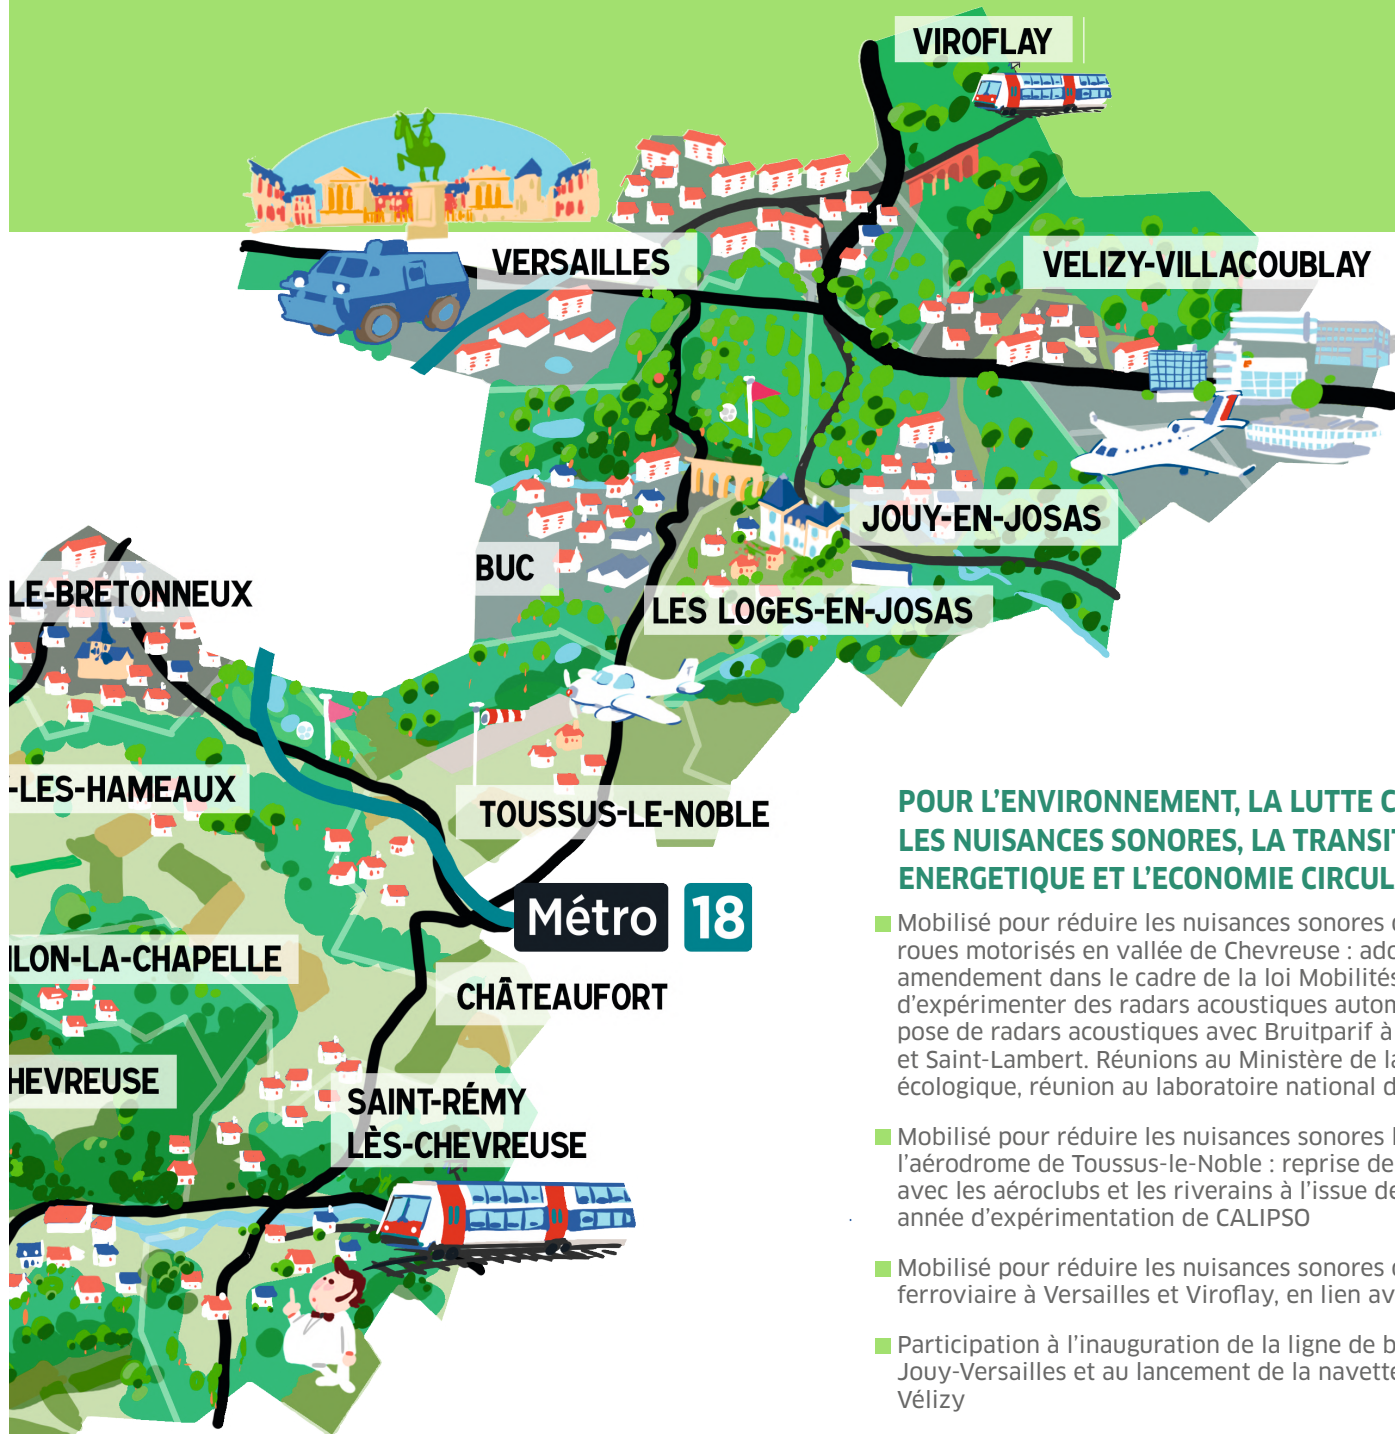 VIROFLAY
VERSAILLES
VELIZY-VILLACOUBLAY
JOUY-EN-JOSAS
BUC
LE-BRETONNEUX
LES LOGES-EN-JOSAS
-LES-HAMEAUX
TOUSSUS-LE-NOBLE
Métro 18
LON-LA-CHAPELLE
CHÂTEAUFORT
HEVREUSE
SAINT-RÉMY
LÈS-CHEVREUSE
POUR L'ENVIRONNEMENT, LA LUTTE C
LES NUISANCES SONORES, LA TRANSIT
ENERGETIQUE ET L'ECONOMIE CIRCUL
Mobilisé pour réduire les nuisances sonores d
roues motorisés en vallée de Chevreuse : ado
amendement dans le cadre de la loi Mobilités
d'expérimenter des radars acoustiques autom
pose de radars acoustiques avec Bruitparif à
et Saint-Lambert. Réunions au Ministère de la
écologique, réunion au laboratoire national d
Mobilisé pour réduire les nuisances sonores l
l'aérodrome de Toussus-le-Noble : reprise de
avec les aéroclubs et les riverains à l'issue de
année d'expérimentation de CALIPSO
Mobilisé pour réduire les nuisances sonores d
ferroviaire à Versailles et Viroflay, en lien av
Participation à l'inauguration de la ligne de b
Jouy-Versailles et au lancement de la navette
Vélizy